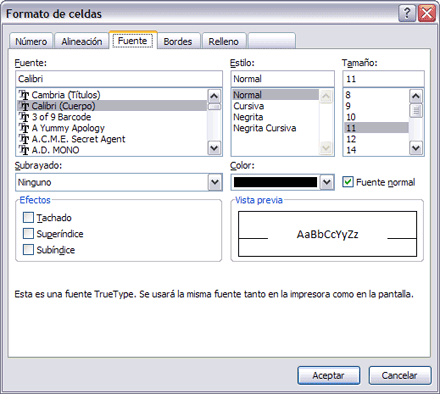 Formato de celdas
Número Alineación Fuente Bordes Relleno
Fuente: Estilo: Tamaño:
Calibri Normal 11
Cambria (Títulos) Normal 8
Calibri (Cuerpo) Cursiva 9
3 of 9 Barcode Negrita 10
A Yummy Apology Negrita Cursiva 11
A.C.M.E. Secret Agent 12
A.D. MONO 14
Subrayado: Color:
Ninguno Fuente normal
Efectos Vista previa
Tachado
Superíndice AaBbCcYyZz
Subíndice
Esta es una fuente TrueType. Se usará la misma fuente tanto en la impresora como en la pantalla.
Aceptar Cancelar